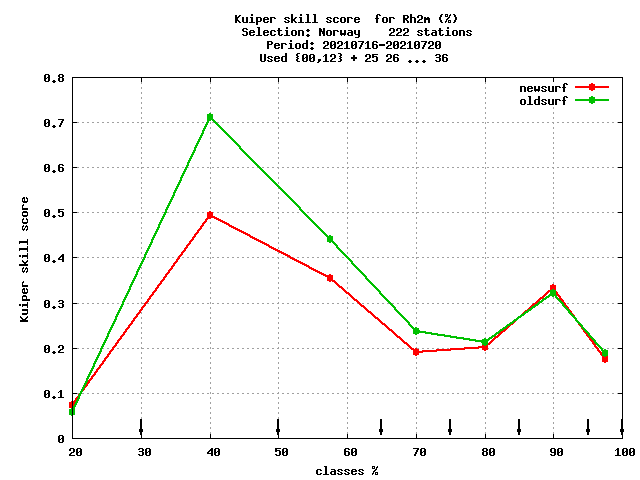 Kuiper skill score  for Rh2m (%)
Selection: Norway    222 stations
Period: 20210716-20210720
Used {00,12} + 25 26 ... 36
newsurf
oldsurf
0.8
0.7
0.6
0.5
0.4
0.3
0.2
0.1
0
Kuiper skill score
20 30 40 50 60 70 80 90 100
classes %